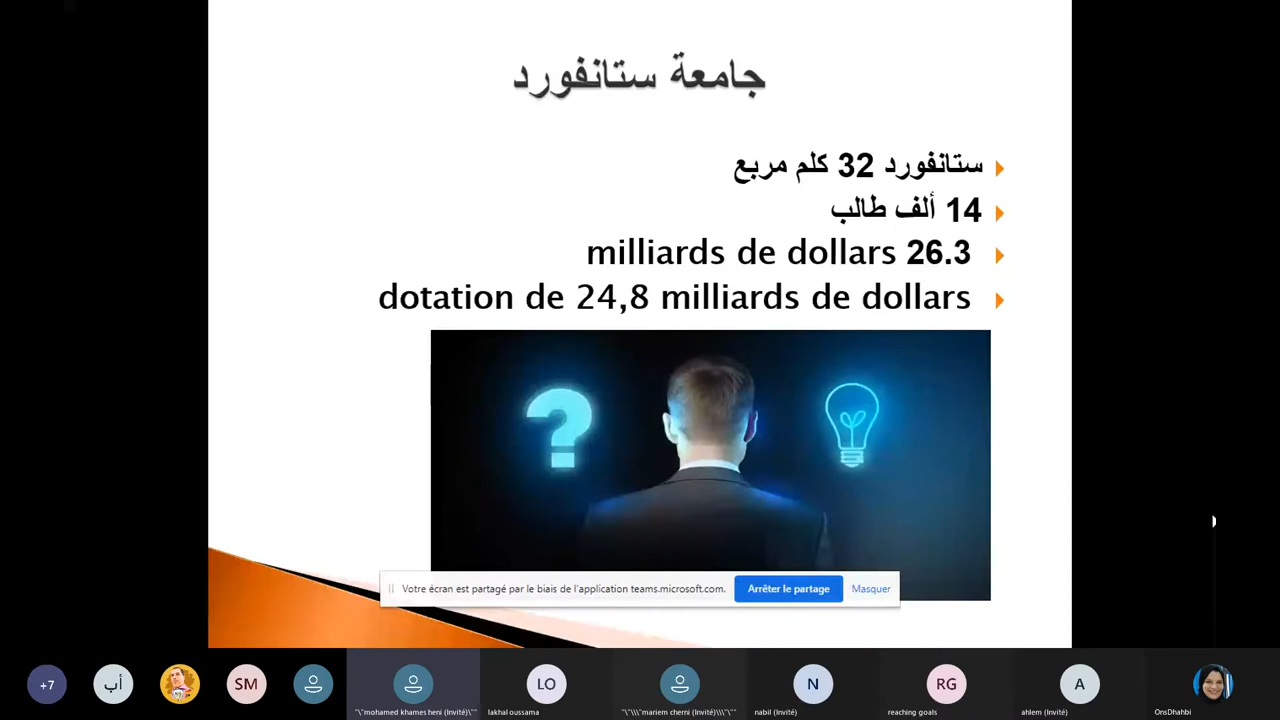 جامعة ستانفورد
ستانفورد 32 كلم مربع
14 ألف طالب
milliards de dollars 26.3
dotation de 24,8 milliards de dollars
Votre écran est partagé par le biais de l'application teams.microsoft.com.
Arrêter le partage
Masquer
+7
أب
SM
LO
N
RG
A
"\"mohamed khames heni (Invité)\""
lakhal oussama
"\"\\\"mariem cherni (Invité)\\\"\""
nabil (Invité)
reaching goals
ahlem (Invité)
OnsDhahbi